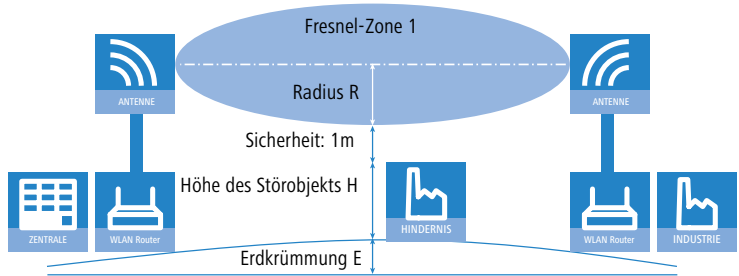 Fresnel-Zone 1
ANTENNE
ANTENNE
Radius R
Sicherheit: 1m
Höhe des Störobjekts H
ZENTRALE
WLAN Router
HINDERNIS
WLAN Router
INDUSTRIE
Erdkrümmung E